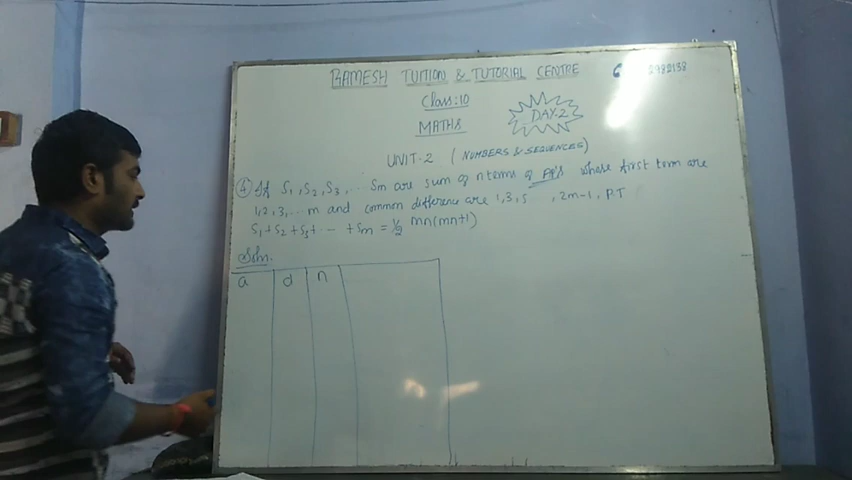 RAMESH TUITION & TUTORIAL CENTRE
Class:10
DAY-2
MATHS
UNIT-2 (NUMBERS & SEQUENCES)
4 If S1, S2, S3, ... Sm are sum of n terms of AP's whose first term are
1, 2, 3, ... m and common difference are 1, 3, 5 , 2m-1, PT
S1+S2+S3+ ... +Sm = 1/2 mn(mn+1)
Soln.
a d n